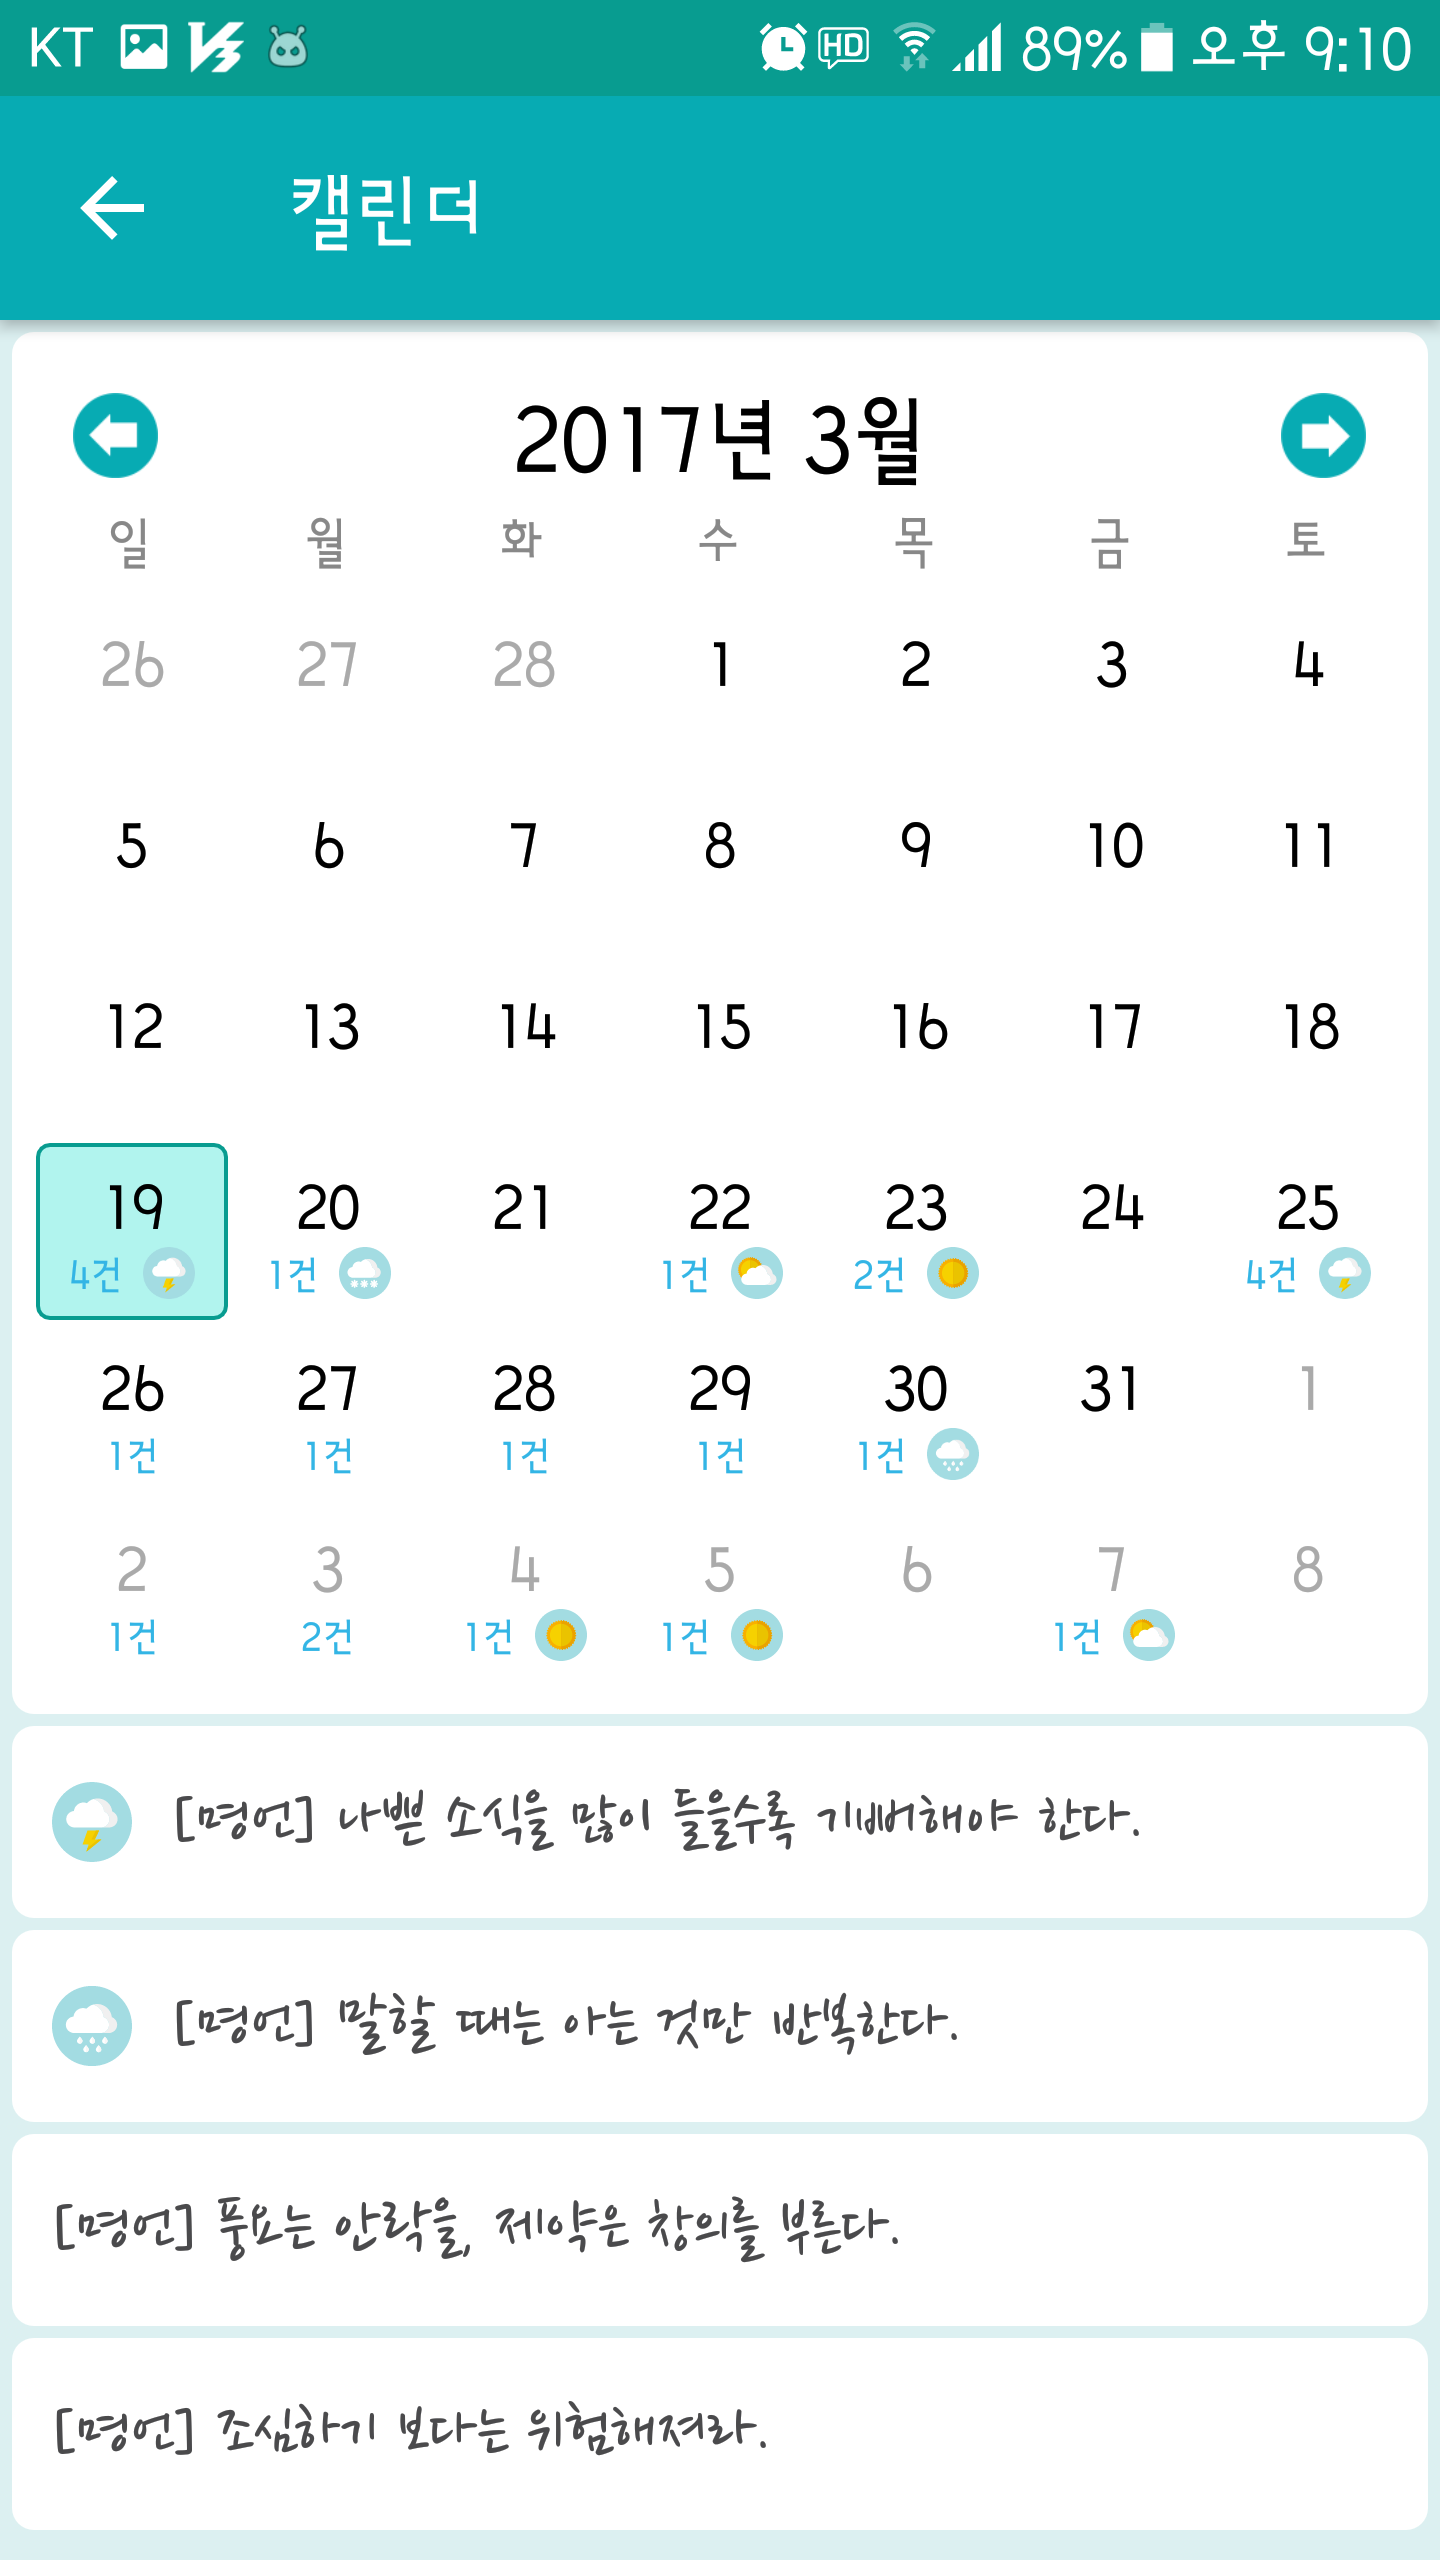 KT HD 89% 오후 9:10
캘린더
2017년 3월
일 월 화 수 목 금 토
26 27 28 1 2 3 4
5 6 7 8 9 10 11
12 13 14 15 16 17 18
19 20 21 22 23 24 25
4건 1건 1건 2건 4건
26 27 28 29 30 31 1
1건 1건 1건 1건 1건
2 3 4 5 6 7 8
1건 2건 1건 1건 1건
[명언] 나쁜 소식을 많이 들을수록 기뻐해야 한다.
[명언] 말할 때는 아는 것만 반복한다.
[명언] 풍요는 안락을, 제약은 창의를 부른다.
[명언] 조심하기 보다는 위험해져라.